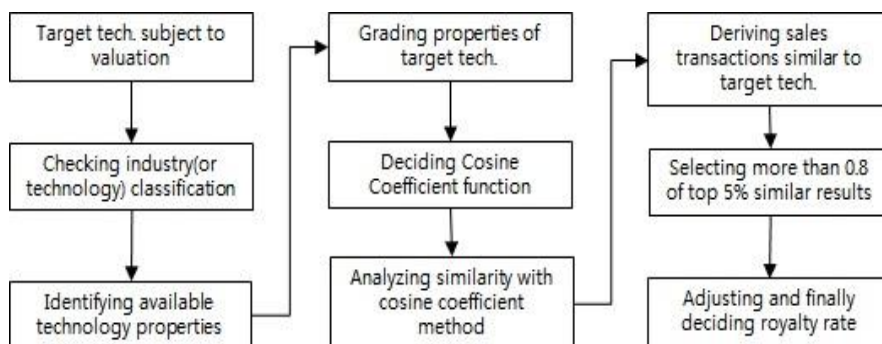 Target tech. subject to
valuation
Checking industry(or
technology) classification
Identifying available
technology properties
Grading properties of
target tech.
Deciding Cosine
Coefficient function
Analyzing similarity with
cosine coefficient
method
Deriving sales
transactions similar to
target tech.
Selecting more than 0.8
of top 5% similar results
Adjusting and finally
deciding royalty rate